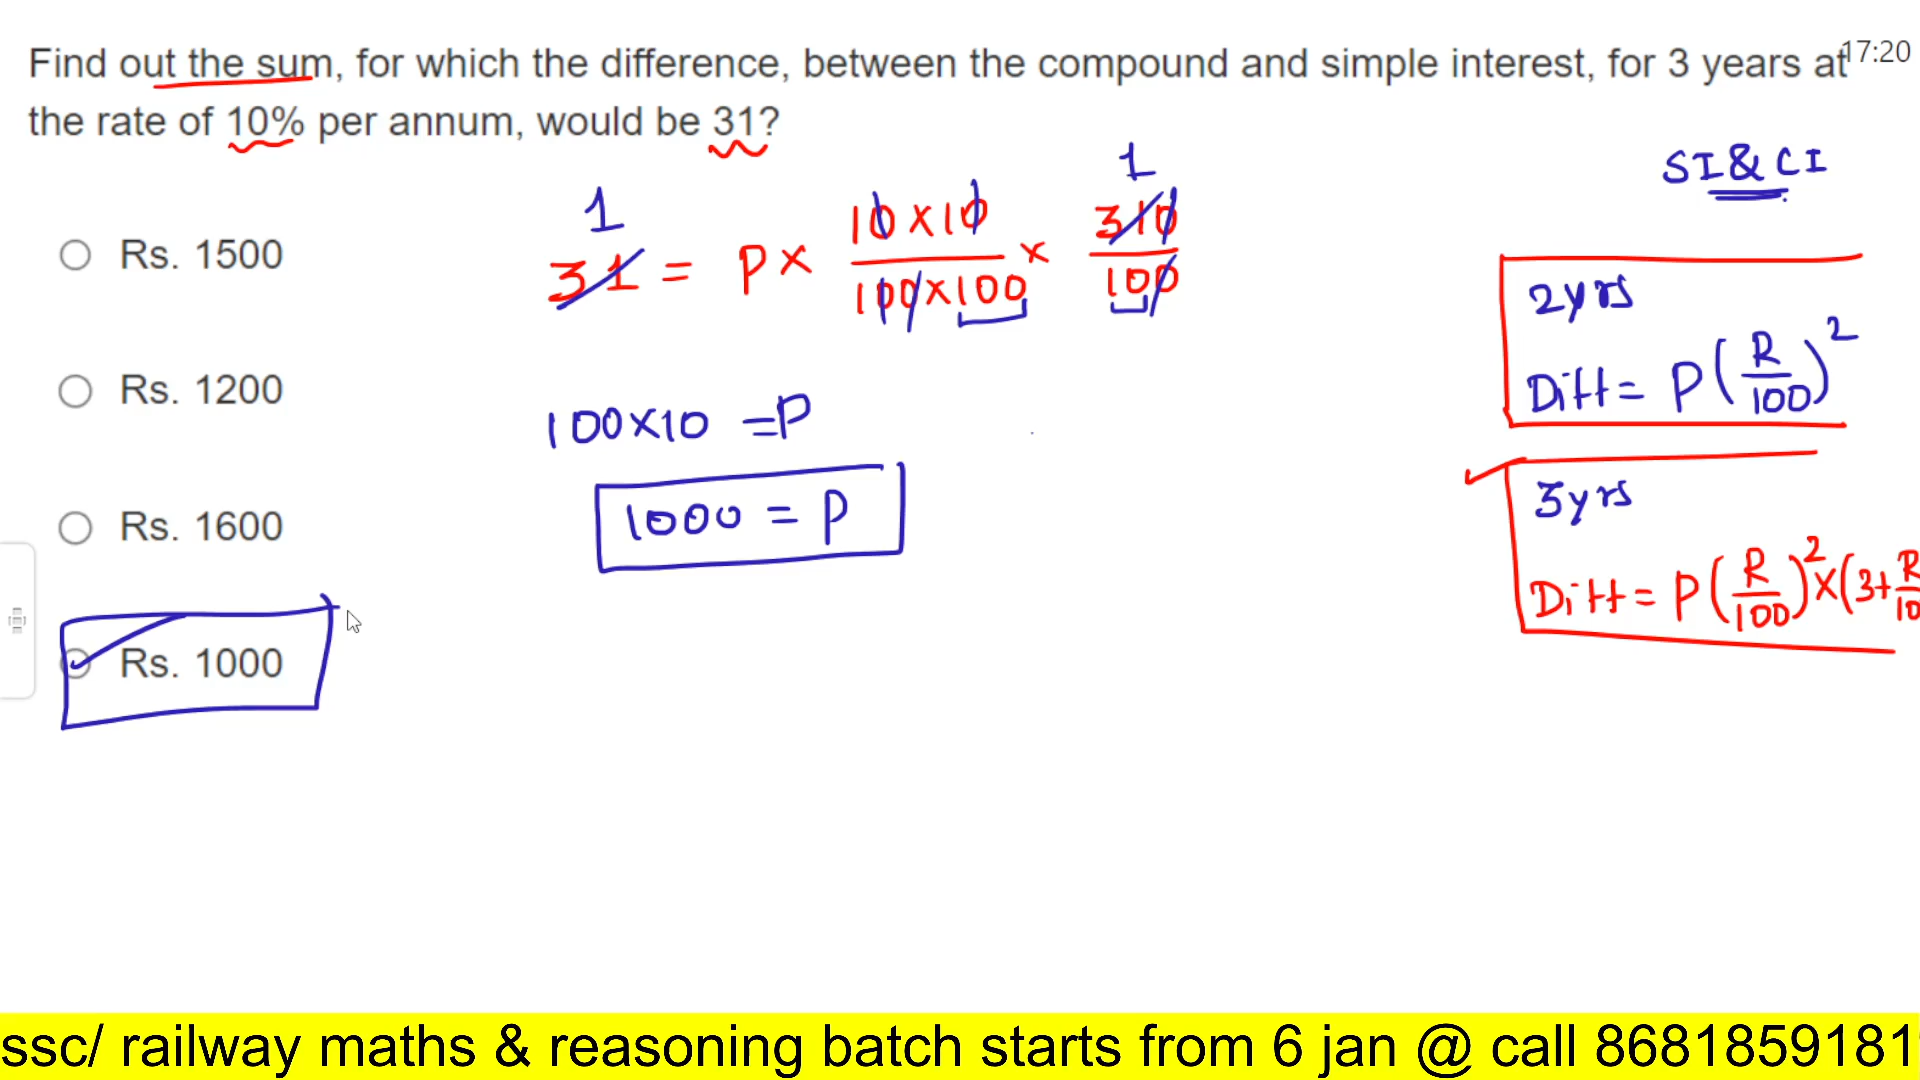 17:20
Find out the sum, for which the difference, between the compound and simple interest, for 3 years at
the rate of 10% per annum, would be 31?
SI & CI
1
1
31 = P × 10×10 / 100×100 × 310 / 100
Rs. 1500
2yrs
Diff = P(R/100)²
Rs. 1200
100×10 = P
3yrs
Rs. 1600
1000 = P
Diff = P(R/100)²×(3+R/10
Rs. 1000
ssc/ railway maths & reasoning batch starts from 6 jan @ call 868185918